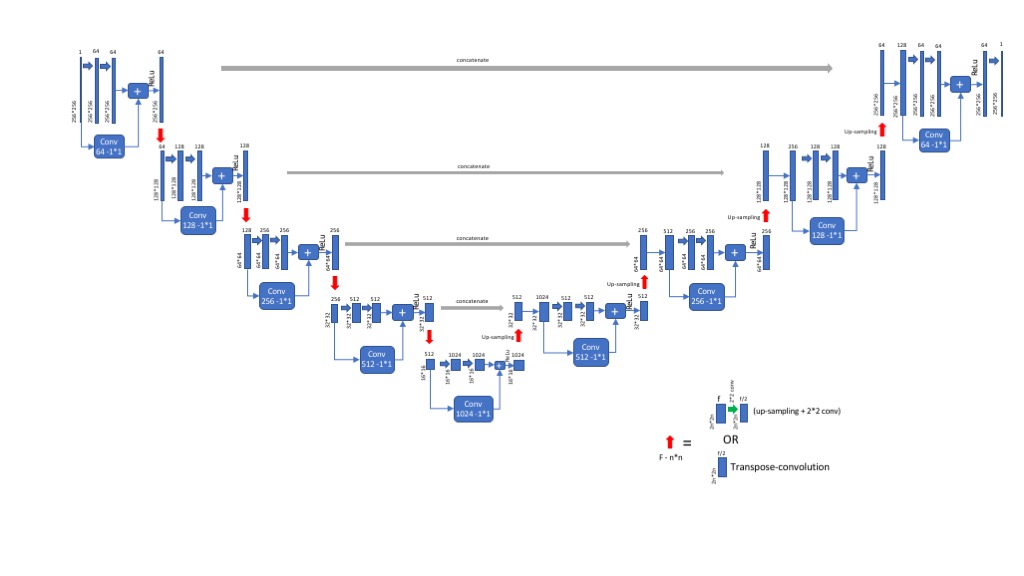 1 64 64 64
ReLu
256*256 256*256 256*256 256*256
+
Conv
64 -1*1
concatenate
64 128 64 64 64 1
ReLu
256*256 256*256 256*256 256*256 256*256 256*256
+
Conv
64 -1*1
Up-sampling
64 128 128 128
ReLu
128*128 128*128 128*128 128*128
+
Conv
128 -1*1
concatenate
128 256 128 128 128
ReLu
128*128 128*128 128*128 128*128 128*128
+
Conv
128 -1*1
Up-sampling
128 256 256 256
ReLu
64*64 64*64 64*64 64*64
+
Conv
256 -1*1
concatenate
256 512 256 256 256
ReLu
64*64 64*64 64*64 64*64 64*64
+
Conv
256 -1*1
Up-sampling
256 512 512 512
ReLu
32*32 32*32 32*32 32*32
+
Conv
512 -1*1
concatenate
512 1024 512 512 512
ReLu
32*32 32*32 32*32 32*32 32*32
+
Conv
512 -1*1
Up-sampling
512 1024 1024 1024
ReLu
16*16 16*16 16*16 16*16
+
Conv
1024 -1*1
f 2*2 conv f/2
2n*2n 2n*2n
(up-sampling + 2*2 conv)
=
OR
F - n*n
f/2
2n*2n
Transpose-convolution